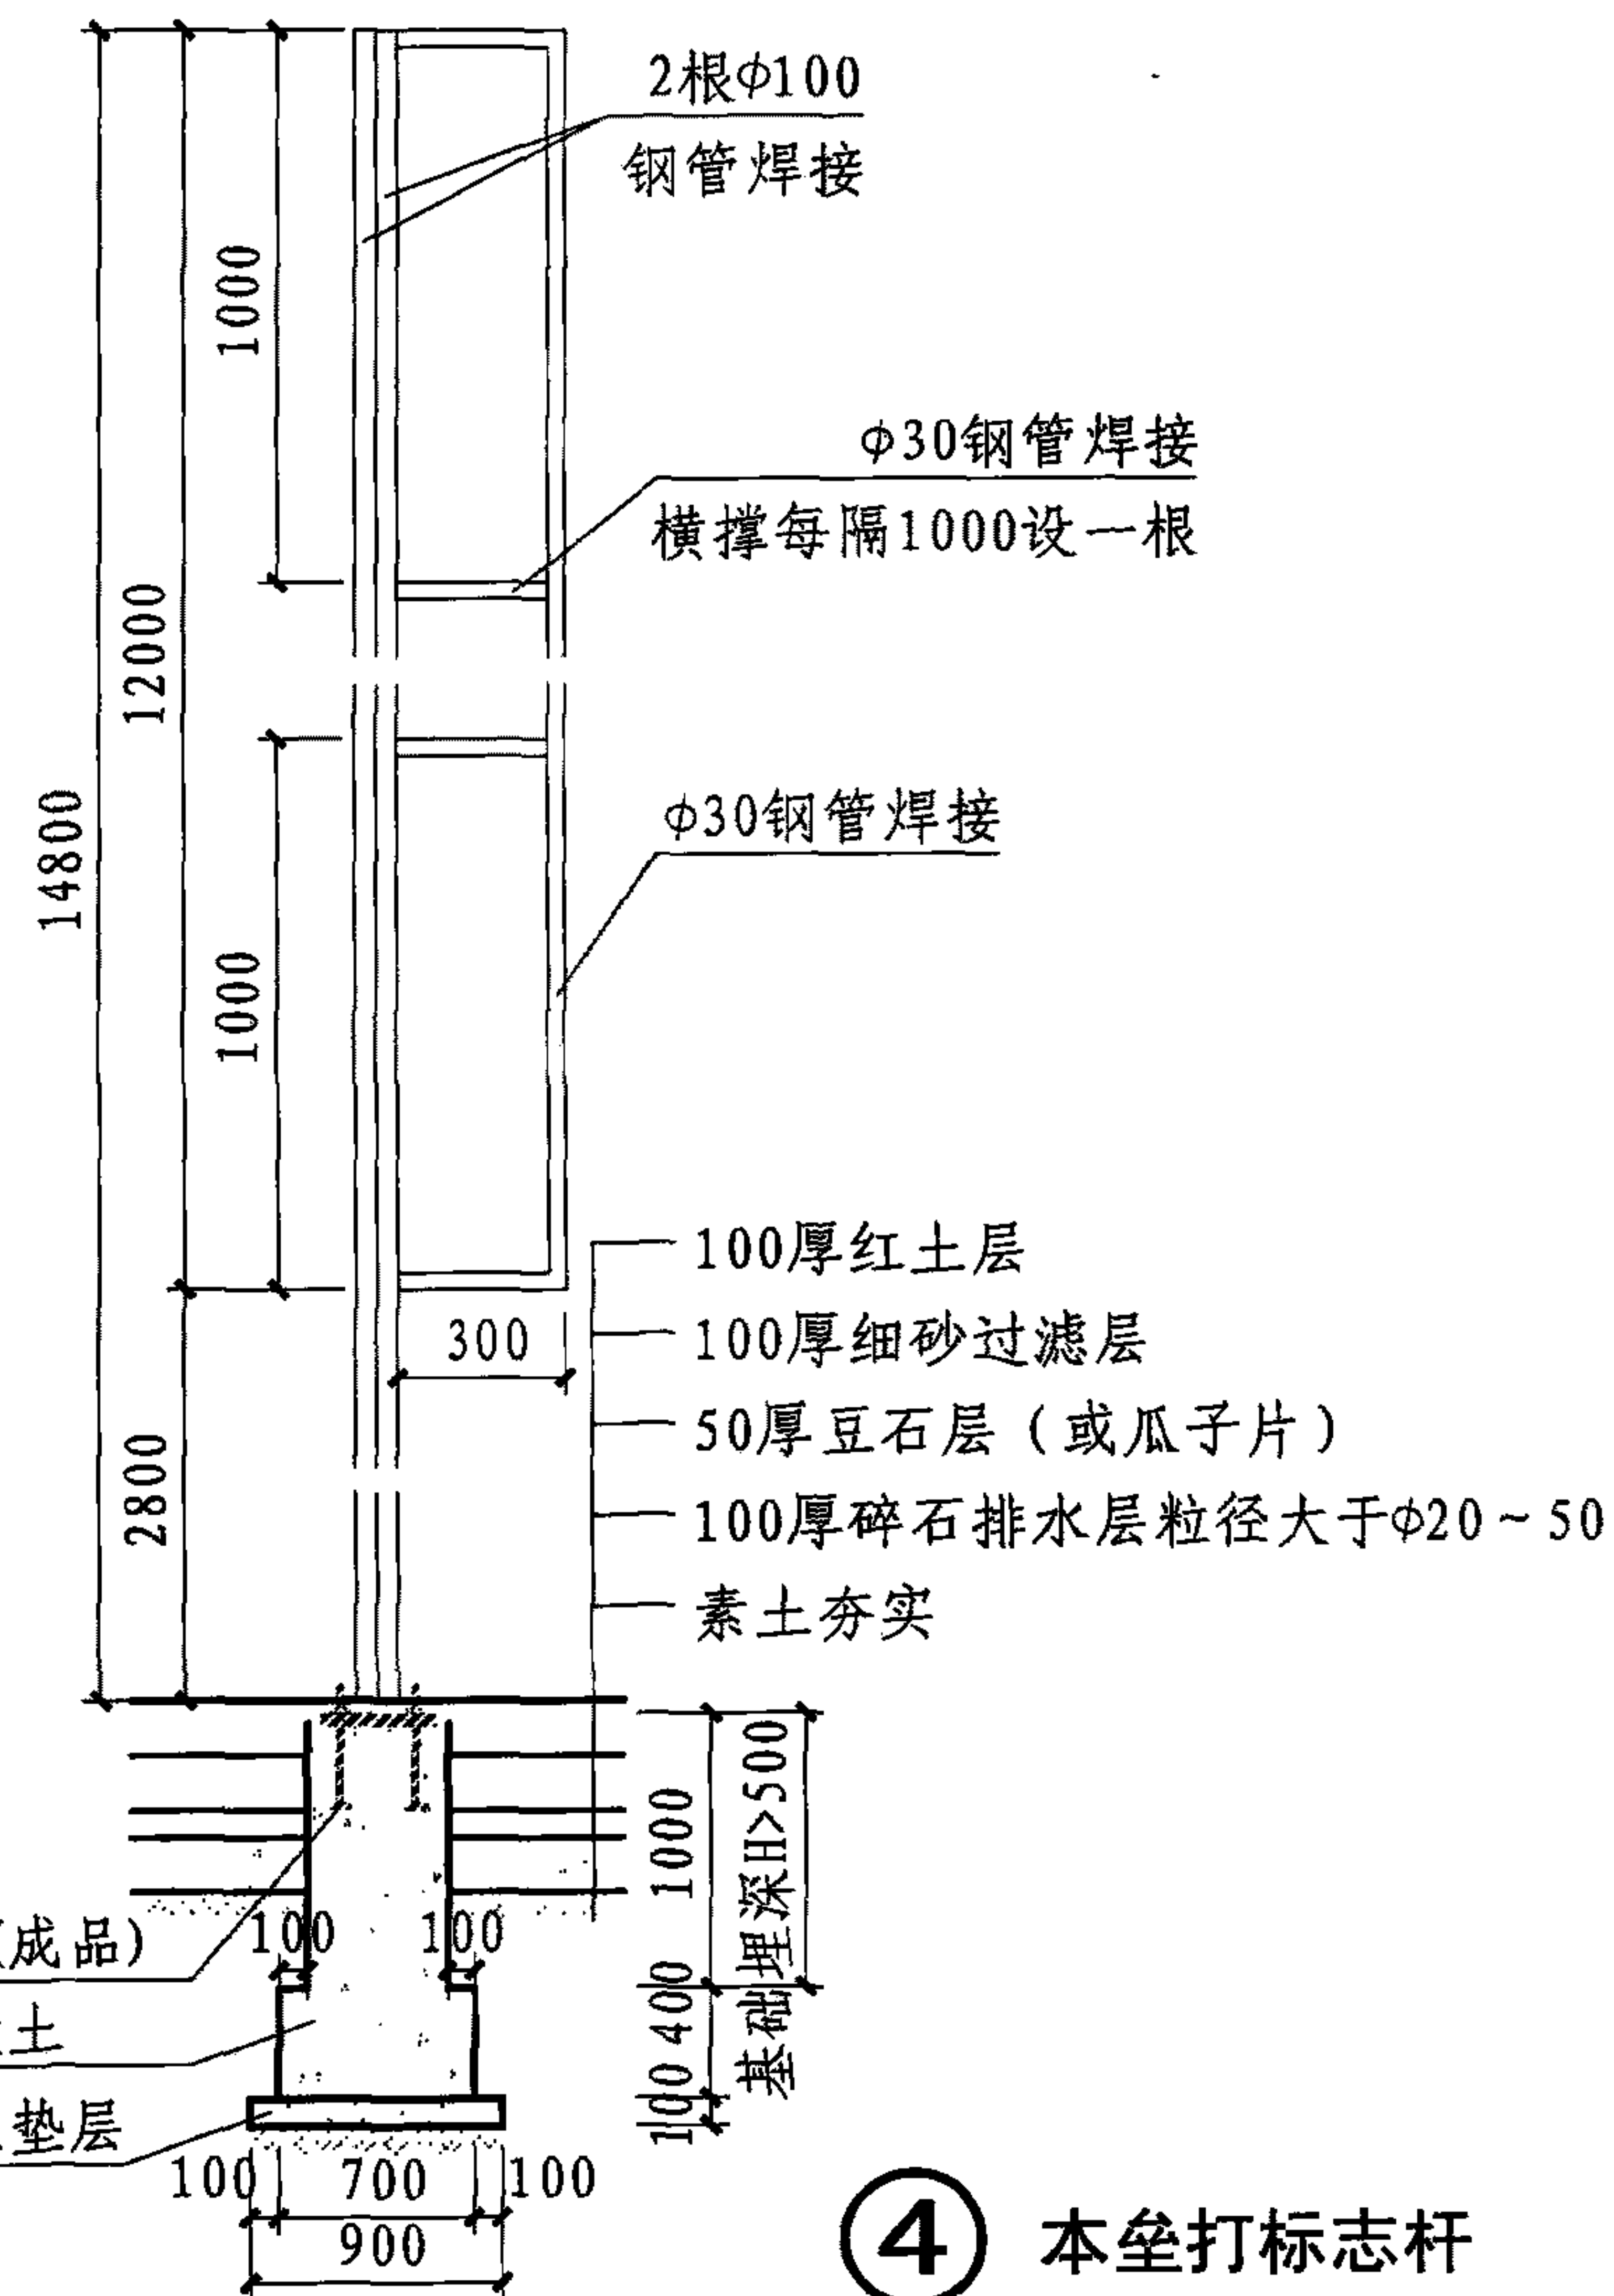 2根Φ100
钢管焊接
1000
Φ30钢管焊接
横撑每隔1000设一根
12000
14800
Φ30钢管焊接
1000
100厚红土层
300
100厚细砂过滤层
50厚豆石层（或瓜子片）
2800
100厚碎石排水层粒径大于Φ20~50
素土夯实
1000
基础埋深H>500
成品)
100
100
400
土
100
垫层
100
700
100
900
④ 本垒打标志杆